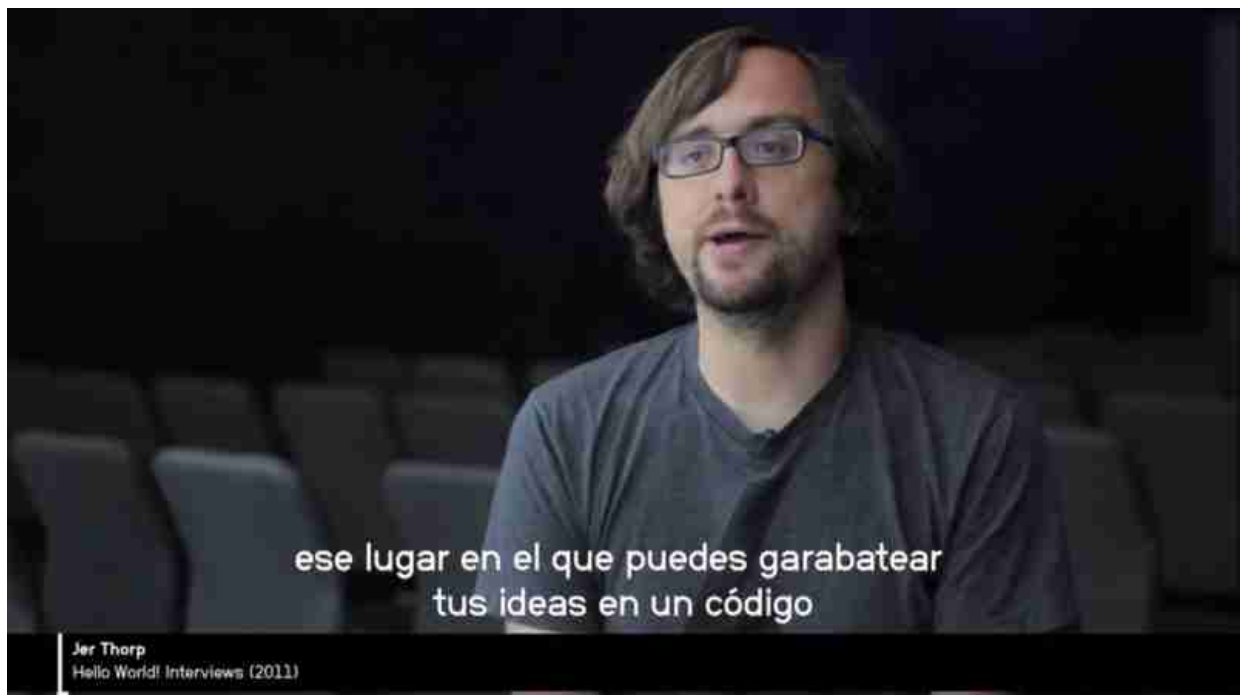 ese lugar en el que puedes garabatear
tus ideas en un código
Jer Thorp
Hello World! Interviews (2011)